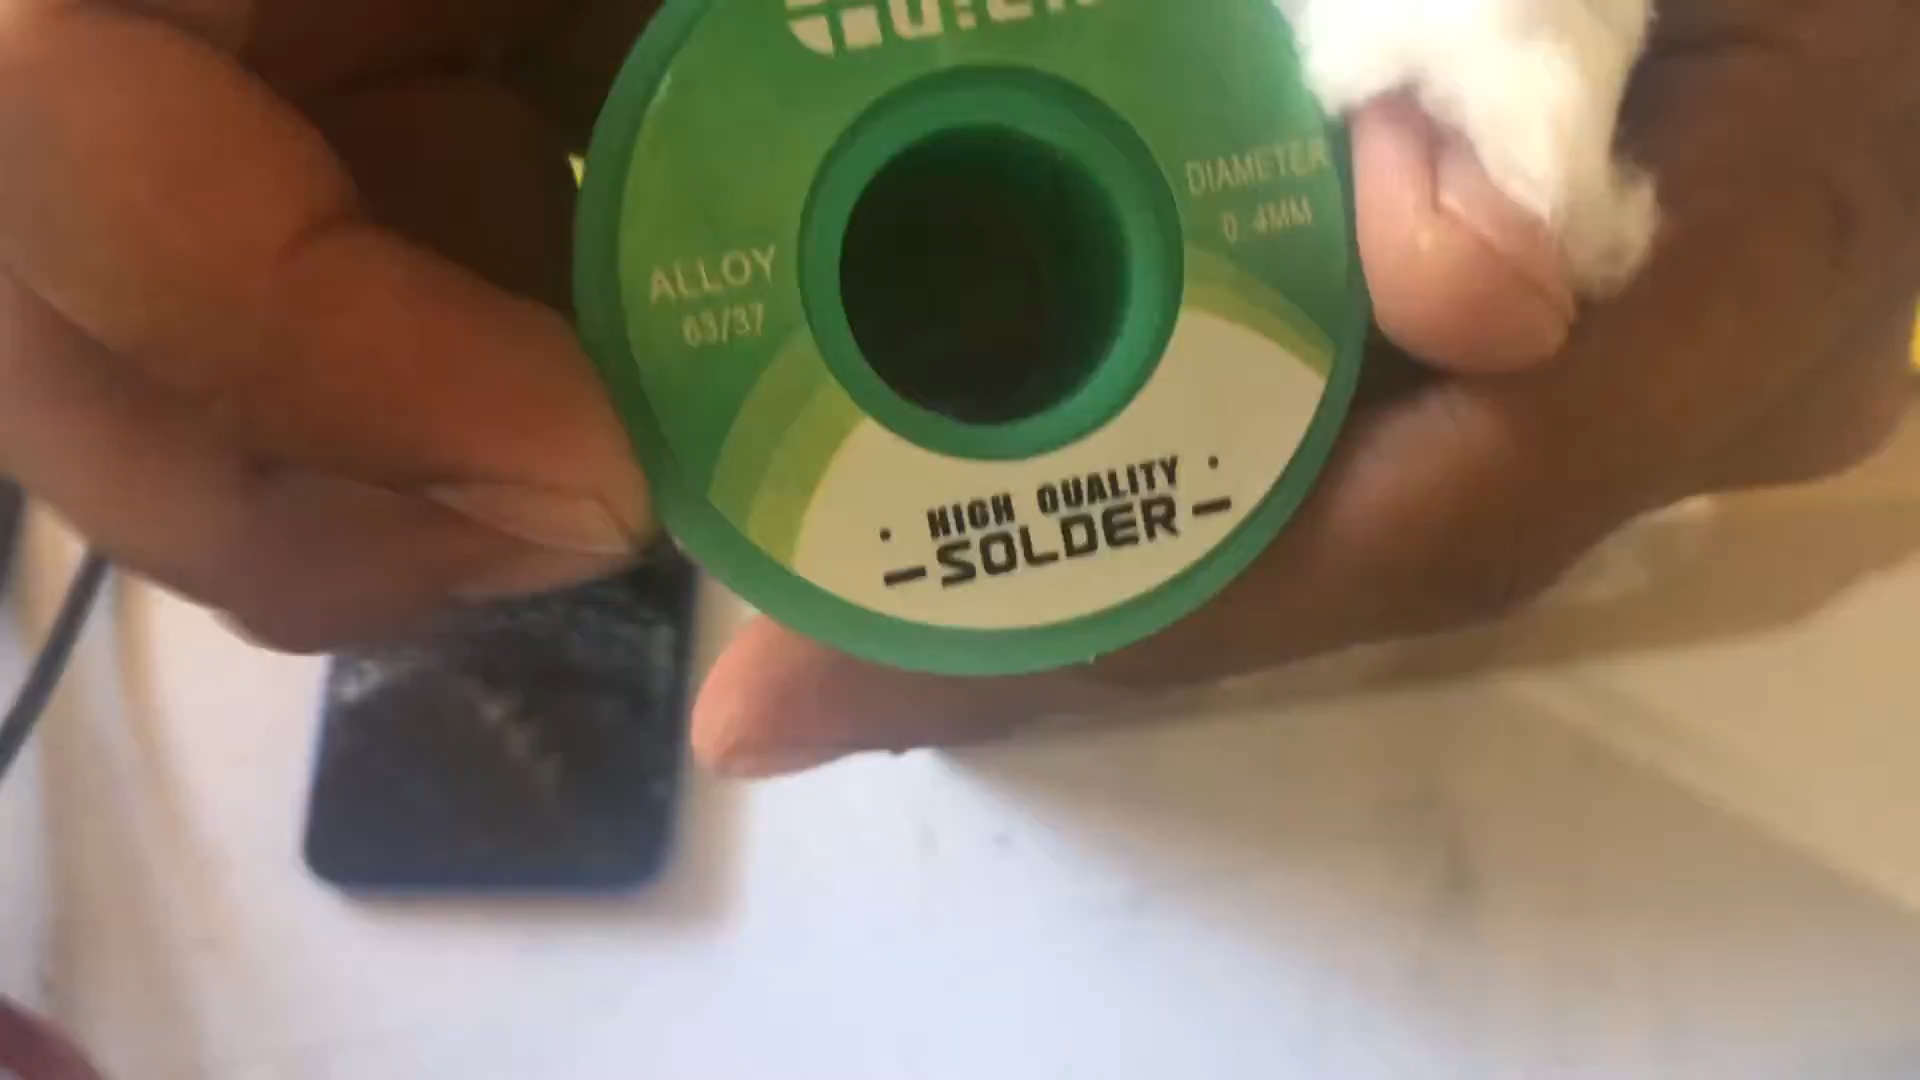 DIAMETER
0.4MM
ALLOY
63/37
· HIGH QUALITY ·
—SOLDER—